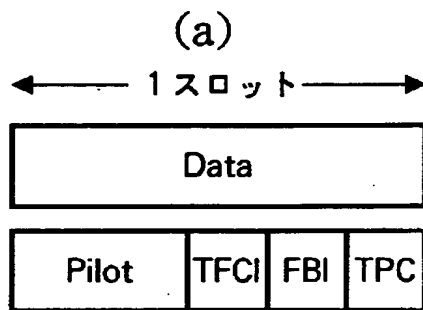 (a)
1スロット
Data
Pilot TFCI FBI TPC